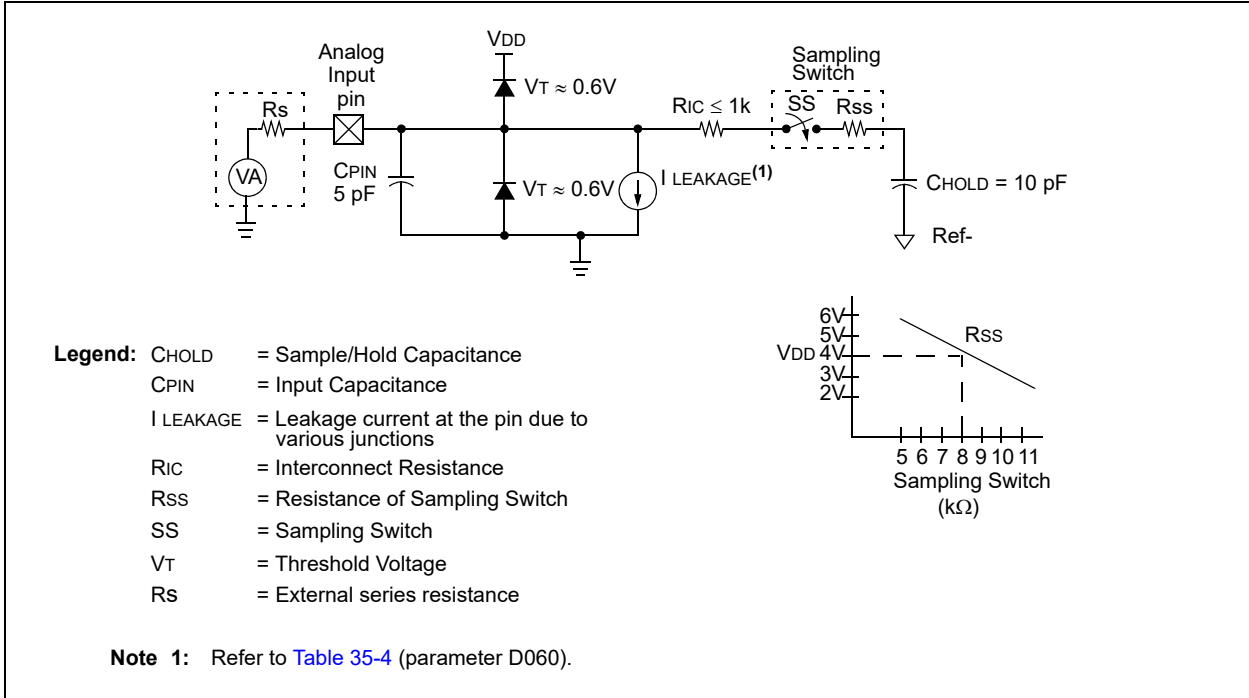 VDD
Analog
Input
pin
VT ≈ 0.6V
Sampling
Switch
Rs
RIC ≤ 1k
SS
Rss
VA
CPIN
5 pF
VT ≈ 0.6V
I LEAKAGE(1)
CHOLD = 10 pF
Ref-
6V
5V
VDD 4V
3V
2V
RSS
5 6 7 8 9 10 11
Sampling Switch
(kΩ)
Legend: CHOLD = Sample/Hold Capacitance
CPIN = Input Capacitance
I LEAKAGE = Leakage current at the pin due to
various junctions
RIC = Interconnect Resistance
RSS = Resistance of Sampling Switch
SS = Sampling Switch
VT = Threshold Voltage
Rs = External series resistance
Note 1: Refer to Table 35-4 (parameter D060).